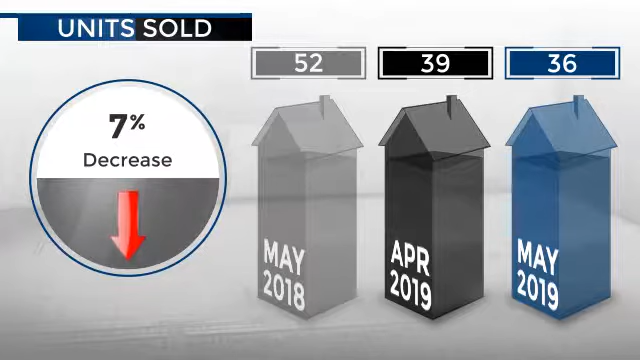 UNITS SOLD
52
39
36
7%
Decrease
MAY
2018
APR
2019
MAY
2019